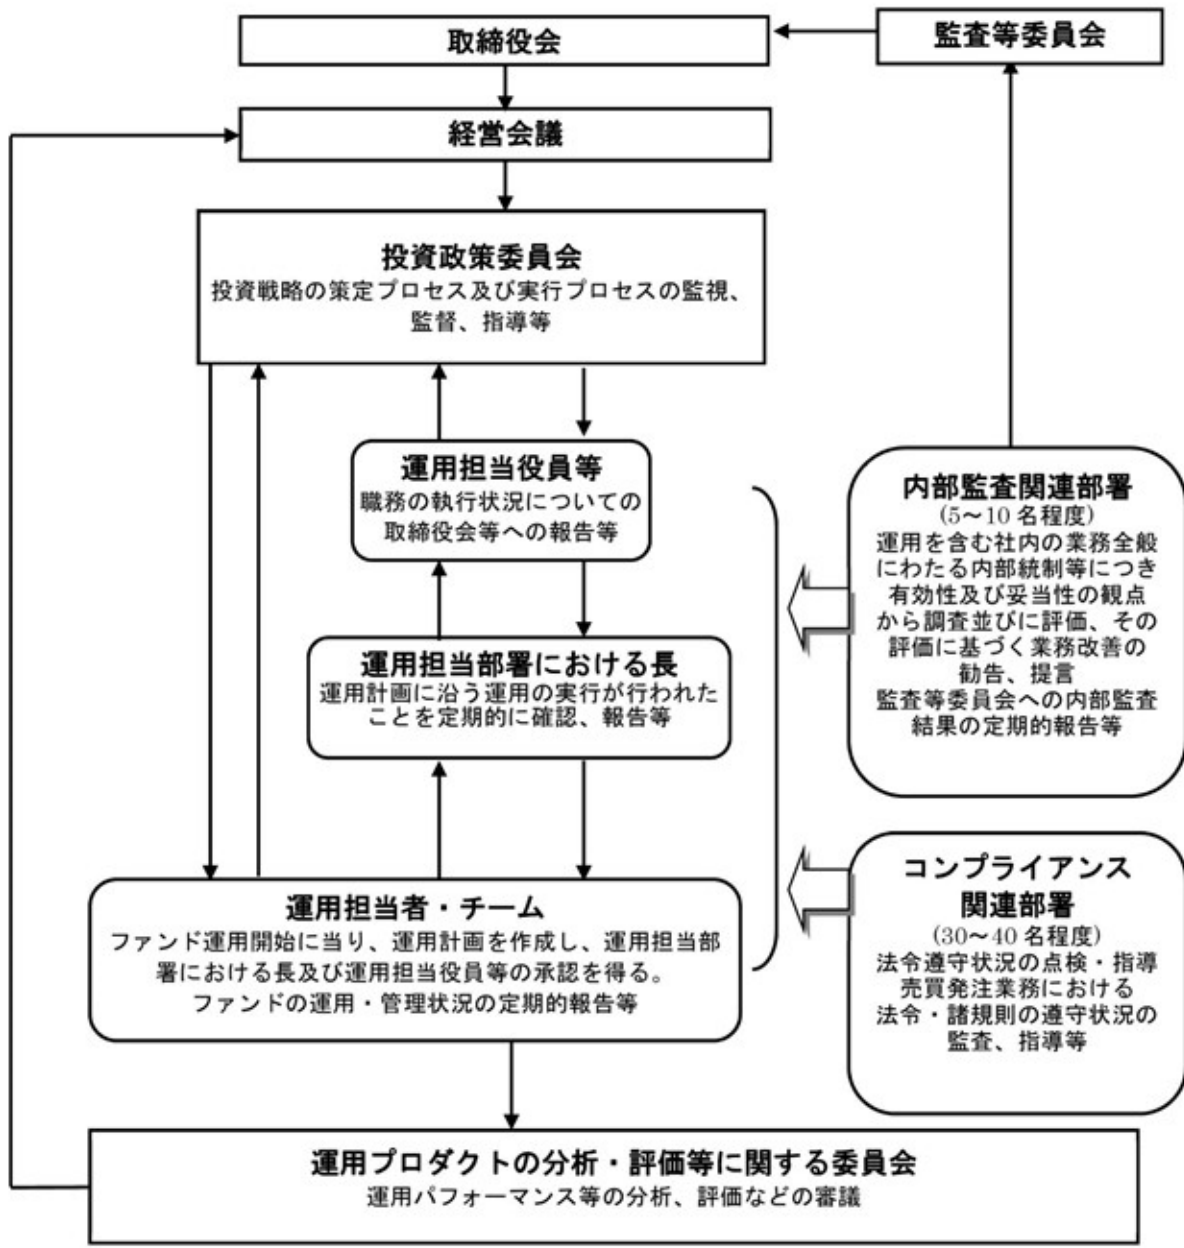 取締役会
監査等委員会
経営会議
投資政策委員会
投資戦略の策定プロセス及び実行プロセスの監視、
監督、指導等
運用担当役員等
職務の執行状況についての
取締役会等への報告等
運用担当部署における長
運用計画に沿う運用の実行が行われた
ことを定期的に確認、報告等
運用担当者・チーム
ファンド運用開始に当り、運用計画を作成し、運用担当部
署における長及び運用担当役員等の承認を得る。
ファンドの運用・管理状況の定期的報告等
内部監査関連部署
(5～10 名程度)
運用を含む社内の業務全般
にわたる内部統制等につき
有効性及び妥当性の観点
から調査並びに評価、その
評価に基づく業務改善の
勧告、提言
監査等委員会への内部監査
結果の定期的報告等
コンプライアンス
関連部署
(30～40 名程度)
法令遵守状況の点検・指導
売買発注業務における
法令・諸規則の遵守状況の
監査、指導等
運用プロダクトの分析・評価等に関する委員会
運用パフォーマンス等の分析、評価などの審議